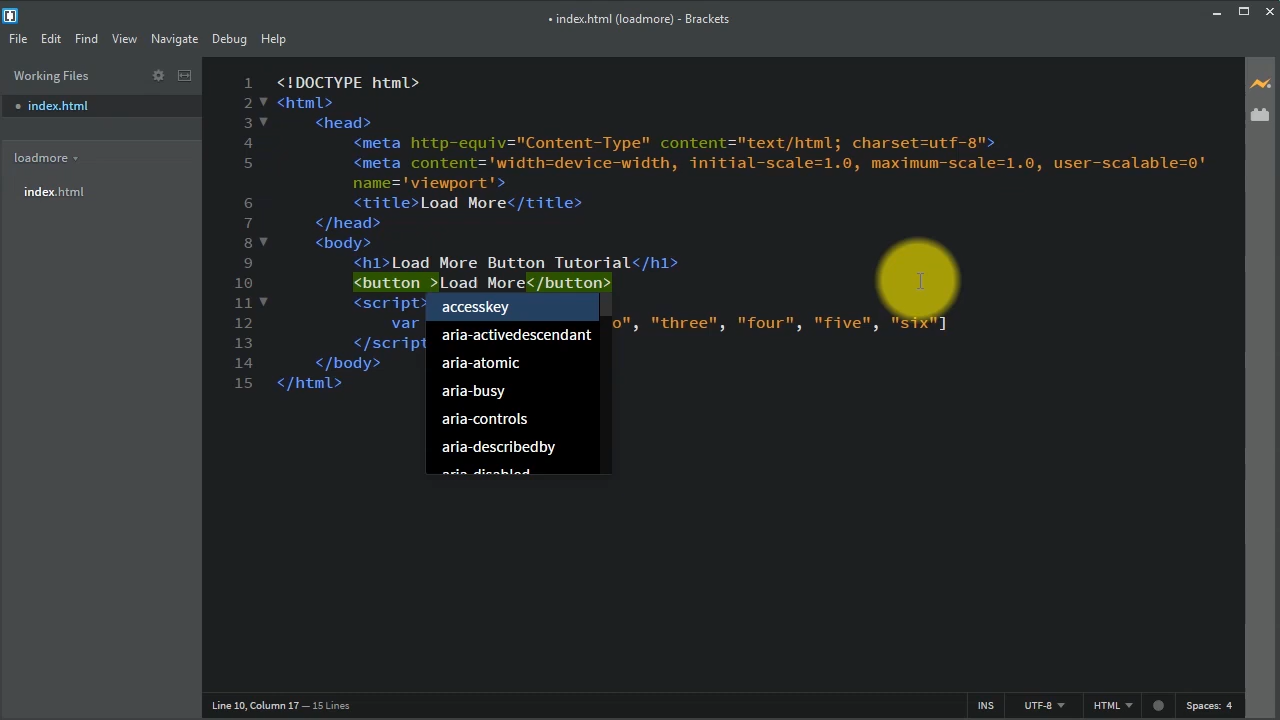 • index.html (loadmore) - Brackets
File Edit Find View Navigate Debug Help
Working Files
• index.html
loadmore
index.html
1 <!DOCTYPE html>
2 <html>
3 <head>
4 <meta http-equiv="Content-Type" content="text/html; charset=utf-8">
5 <meta content='width=device-width, initial-scale=1.0, maximum-scale=1.0, user-scalable=0'
name='viewport'>
6 <title>Load More</title>
7 </head>
8 <body>
9 <h1>Load More Button Tutorial</h1>
10 <button >Load More</button>
11 <script>
12 var o", "three", "four", "five", "six"]
13 </script
14 </body>
15 </html>
accesskey
aria-activedescendant
aria-atomic
aria-busy
aria-controls
aria-describedby
aria-disabled
Line 10, Column 17 — 15 Lines
INS UTF-8 HTML Spaces: 4